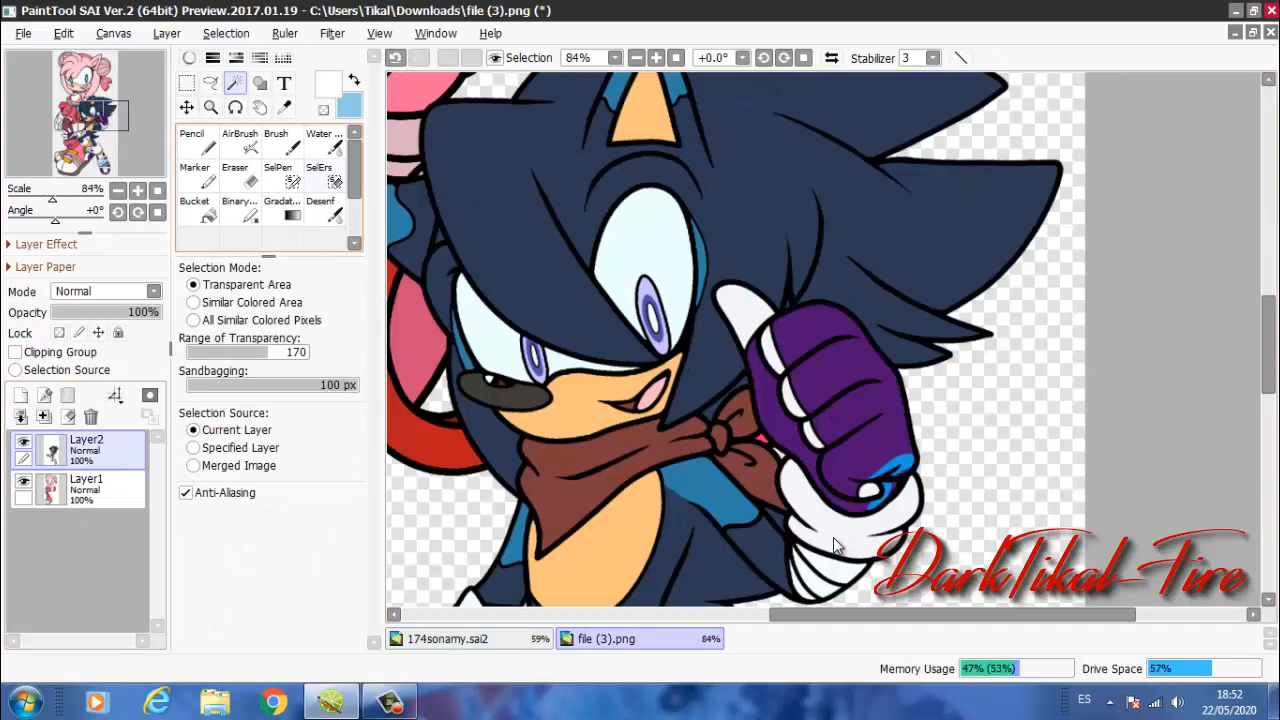 PaintTool SAI Ver.2 (64bit) Preview.2017.01.19 - C:\Users\Tikal\Downloads\file (3).png (*)
File Edit Canvas Layer Selection Ruler Filter View Window Help
Selection 84% +0.0° Stabilizer 3
Scale 84%
Angle +0°
Layer Effect
Layer Paper
Mode Normal
Opacity 100%
Lock
Clipping Group
Selection Source
Layer2
Normal
100%
Layer1
Normal
100%
T
Pencil AirBrush Brush Water ...
Marker Eraser SelPen SelErs
Bucket Binary... Gradat... Desenf
Selection Mode:
Transparent Area
Similar Colored Area
All Similar Colored Pixels
Range of Transparency:
170
Sandbagging:
100 px
Selection Source:
Current Layer
Specified Layer
Merged Image
Anti-Aliasing
DarkTikal-Fire
174sonamy.sai2 59% file (3).png 84%
Memory Usage 47% (53%) Drive Space 57%
ES 18:52
22/05/2020